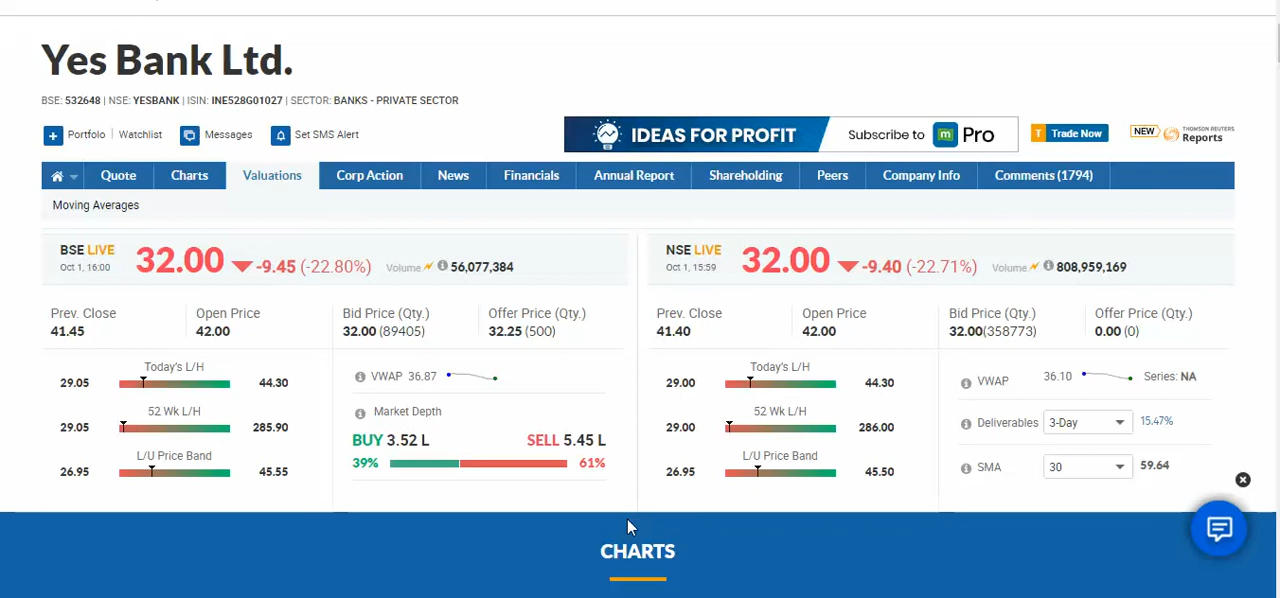 Yes Bank Ltd.
BSE: 532648 | NSE: YESBANK | ISIN: INE528G01027 | SECTOR: BANKS - PRIVATE SECTOR
+ Portfolo | Watchlist Messages Set SMS Alert
IDEAS FOR PROFIT Subscribe to m Pro
T Trade Now
NEW THOMSON REUTERS
Reports
Quote Charts Valuations Corp Action News Financials Annual Report Shareholding Peers Company Info Comments (1794)
Moving Averages
BSE LIVE
Oct 1, 16:00
32.00 -9.45 (-22.80%) Volume 56,077,384
Prev. Close
41.45
Open Price
42.00
Bid Price (Qty.)
32.00 (89405)
Offer Price (Qty.)
32.25 (500)
Today's L/H
29.05 44.30
52 Wk L/H
29.05 285.90
L/U Price Band
26.95 45.55
VWAP 36.87
Market Depth
BUY 3.52 L SELL 5.45 L
39% 61%
NSE LIVE
Oct 1, 15:59
32.00 -9.40 (-22.71%) Volume 808,959,169
Prev. Close
41.40
Open Price
42.00
Bid Price (Qty.)
32.00(358773)
Offer Price (Qty.)
0.00 (0)
Today's L/H
29.00 44.30
52 Wk L/H
29.00 286.00
L/U Price Band
26.95 45.50
VWAP 36.10 Series: NA
Deliverables 3-Day 15.47%
SMA 30 59.64
CHARTS